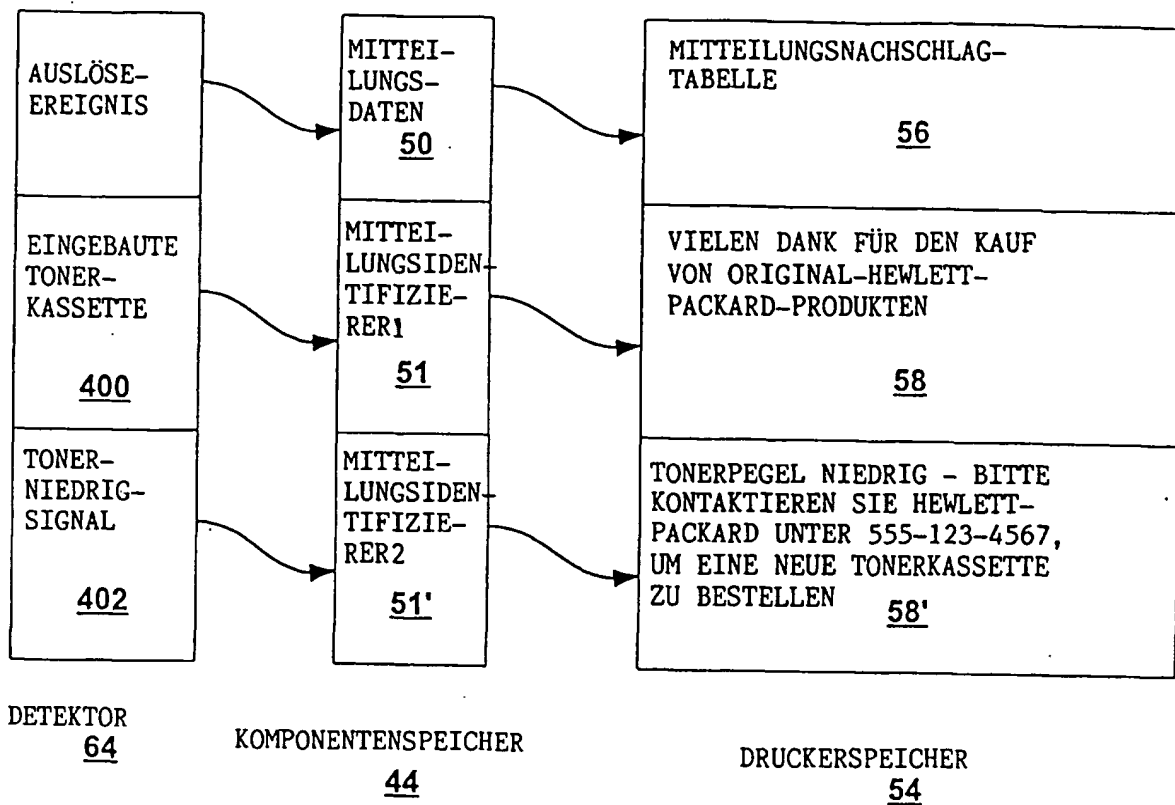 AUSLÖSE-
EREIGNIS
MITTEI-
LUNGS-
DATEN
50
MITTEILUNGSNACHSCHLAG-
TABELLE
56
EINGEBAUTE
TONER-
KASSETTE
400
MITTEI-
LUNGSIDEN-
TIFIZIE-
RER1
51
VIELEN DANK FÜR DEN KAUF
VON ORIGINAL-HEWLETT-
PACKARD-PRODUKTEN
58
TONER-
NIEDRIG-
SIGNAL
402
MITTEI-
LUNGSIDEN-
TIFIZIE-
RER2
51'
TONERPEGEL NIEDRIG - BITTE
KONTAKTIEREN SIE HEWLETT-
PACKARD UNTER 555-123-4567,
UM EINE NEUE TONERKASSETTE
ZU BESTELLEN
58'
DETEKTOR
64
KOMPONENTENSPEICHER
44
DRUCKERSPEICHER
54